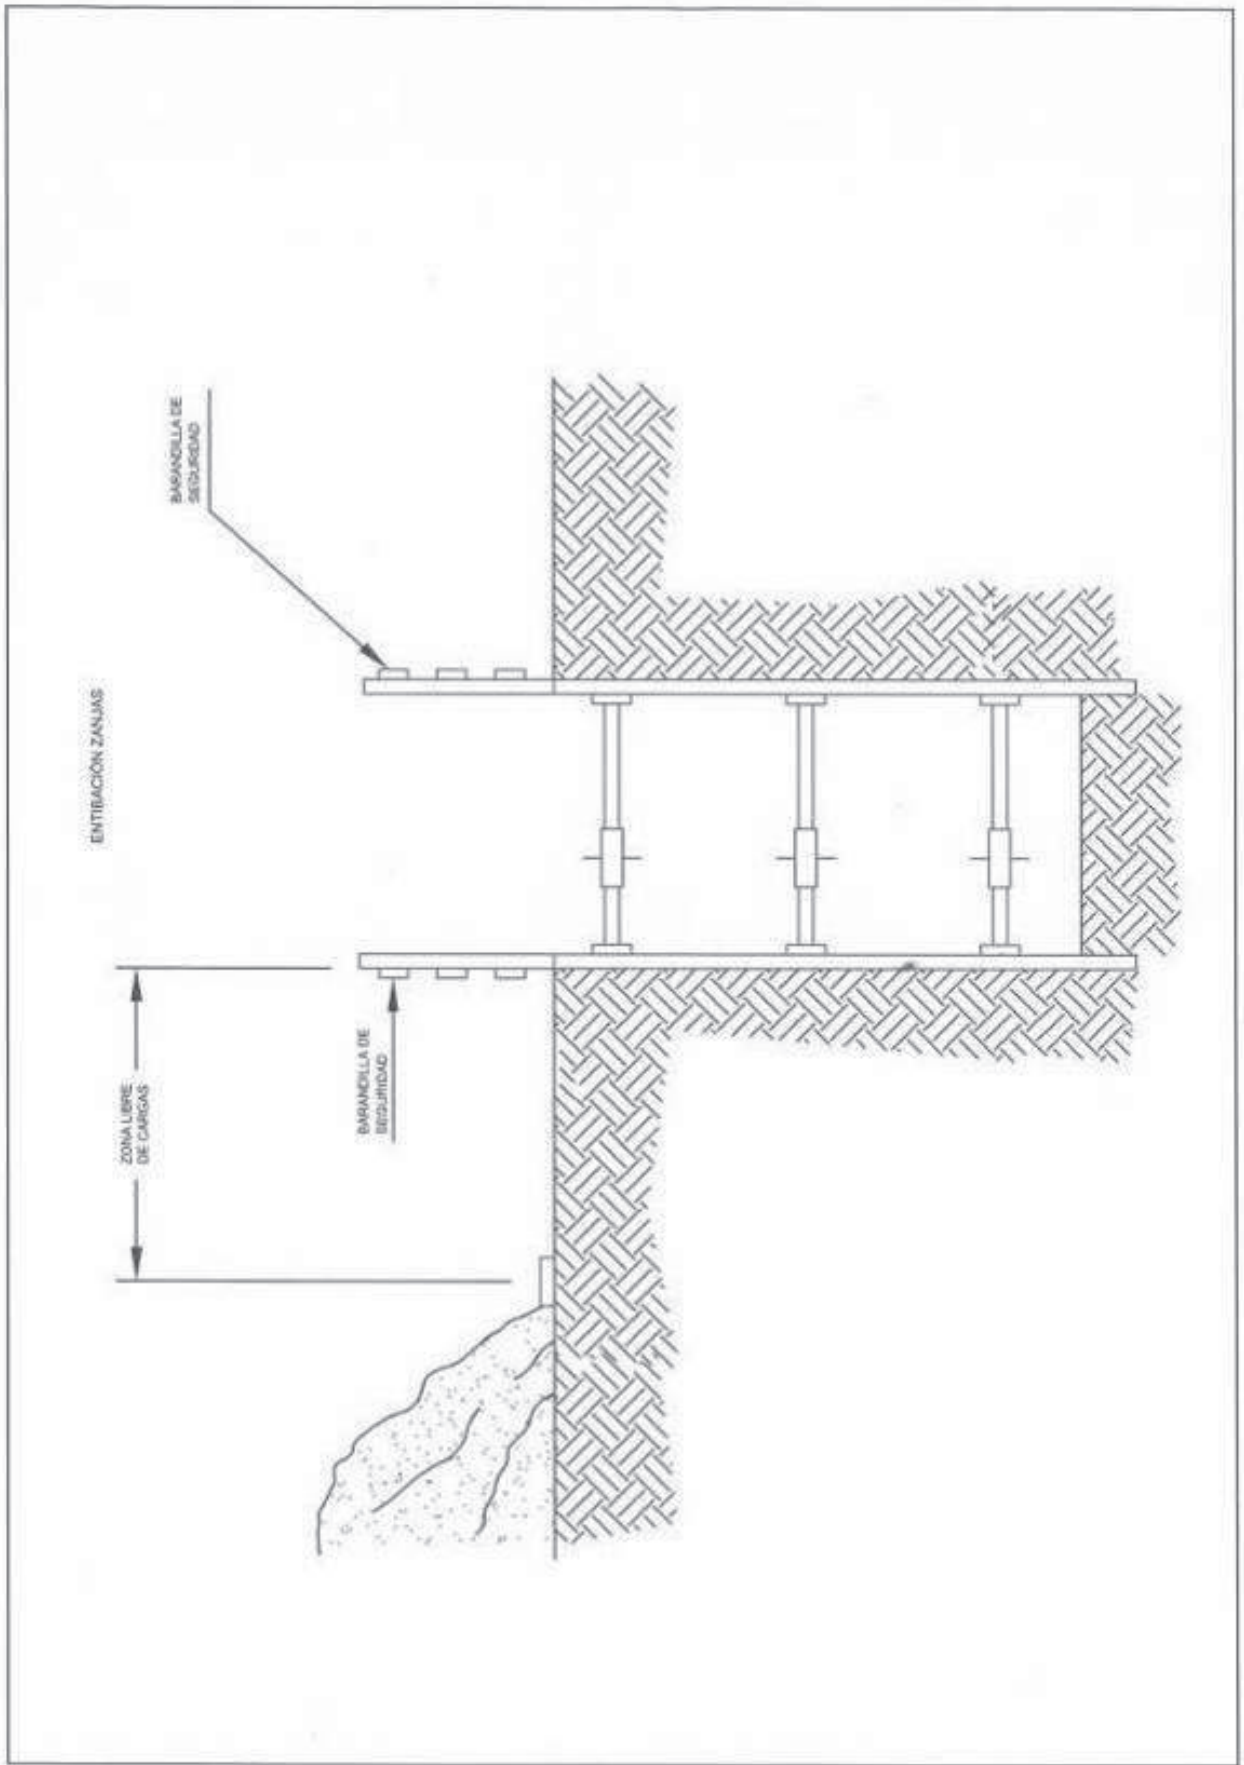 ENTIBACIÓN ZANJAS
ZONA LIBRE
DE CARGAS
BARANDILLA DE
SEGURIDAD
BARANDILLA DE
SEGURIDAD